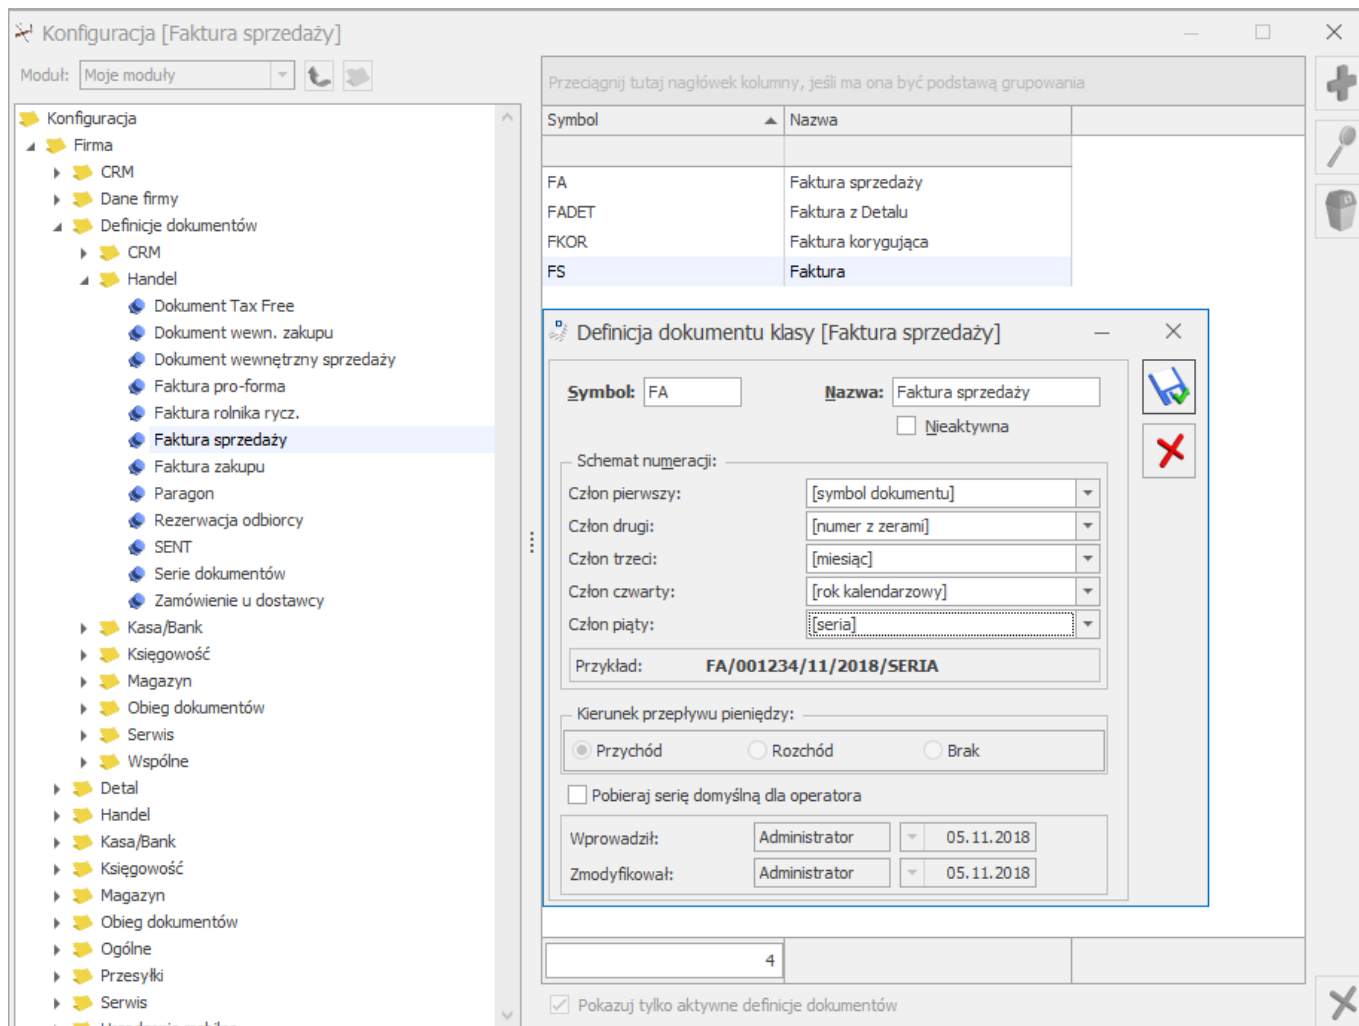 Konfiguracja [Faktura sprzedaży]
Moduł: Moje moduły
Konfiguracja
Firma
CRM
Dane firmy
Definicje dokumentów
CRM
Handel
Dokument Tax Free
Dokument wewn. zakupu
Dokument wewnętrzny sprzedaży
Faktura pro-forma
Faktura rolnika rycz.
Faktura sprzedaży
Faktura zakupu
Paragon
Rezerwacja odbiorcy
SENT
Serie dokumentów
Zamówienie u dostawcy
Kasa/Bank
Księgowość
Magazyn
Obieg dokumentów
Serwis
Wspólne
Detal
Handel
Kasa/Bank
Księgowość
Magazyn
Obieg dokumentów
Ogólne
Przesyłki
Serwis
Przeciągnij tutaj nagłówek kolumny, jeśli ma ona być podstawą grupowania
Symbol Nazwa
FA Faktura sprzedaży
FADET Faktura z Detalu
FKOR Faktura korygująca
FS Faktura
Definicja dokumentu klasy [Faktura sprzedaży]
Symbol: FA Nazwa: Faktura sprzedaży
Nieaktywna
Schemat numeracji:
Człon pierwszy: [symbol dokumentu]
Człon drugi: [numer z zerami]
Człon trzeci: [miesiąc]
Człon czwarty: [rok kalendarzowy]
Człon piąty: [seria]
Przykład: FA/001234/11/2018/SERIA
Kierunek przepływu pieniędzy:
Przychód Rozchód Brak
Pobieraj serię domyślną dla operatora
Wprowadził: Administrator 05.11.2018
Zmodyfikował: Administrator 05.11.2018
4
Pokazuj tylko aktywne definicje dokumentów